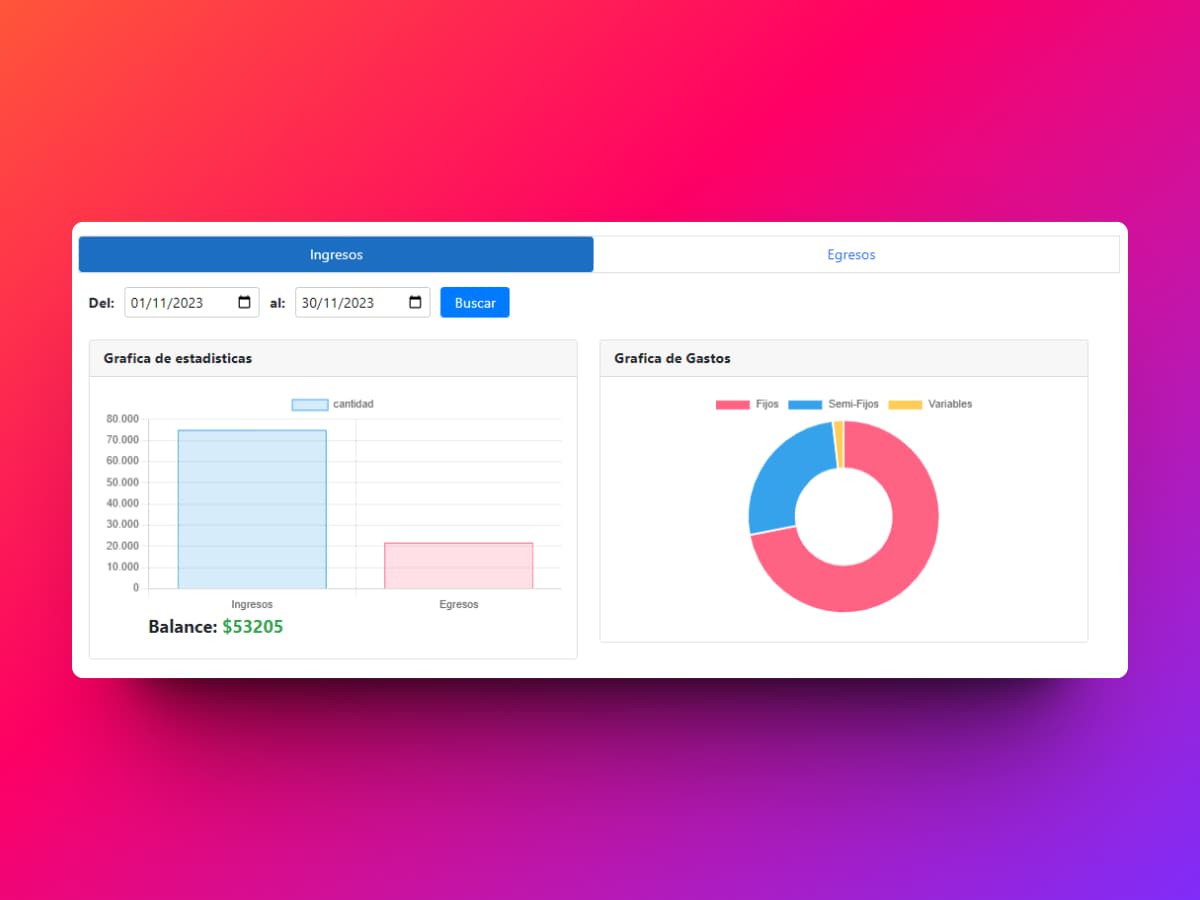 Ingresos Egresos
Del: 01/11/2023 al: 30/11/2023 Buscar
Grafica de estadisticas
cantidad
80.000
70.000
60.000
50.000
40.000
30.000
20.000
10.000
0
Ingresos Egresos
Balance: $53205
Grafica de Gastos
Fijos Semi-Fijos Variables